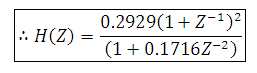 ∴ H(Z) = 0.2929(1 + Z⁻¹)² / (1 + 0.1716Z⁻²)